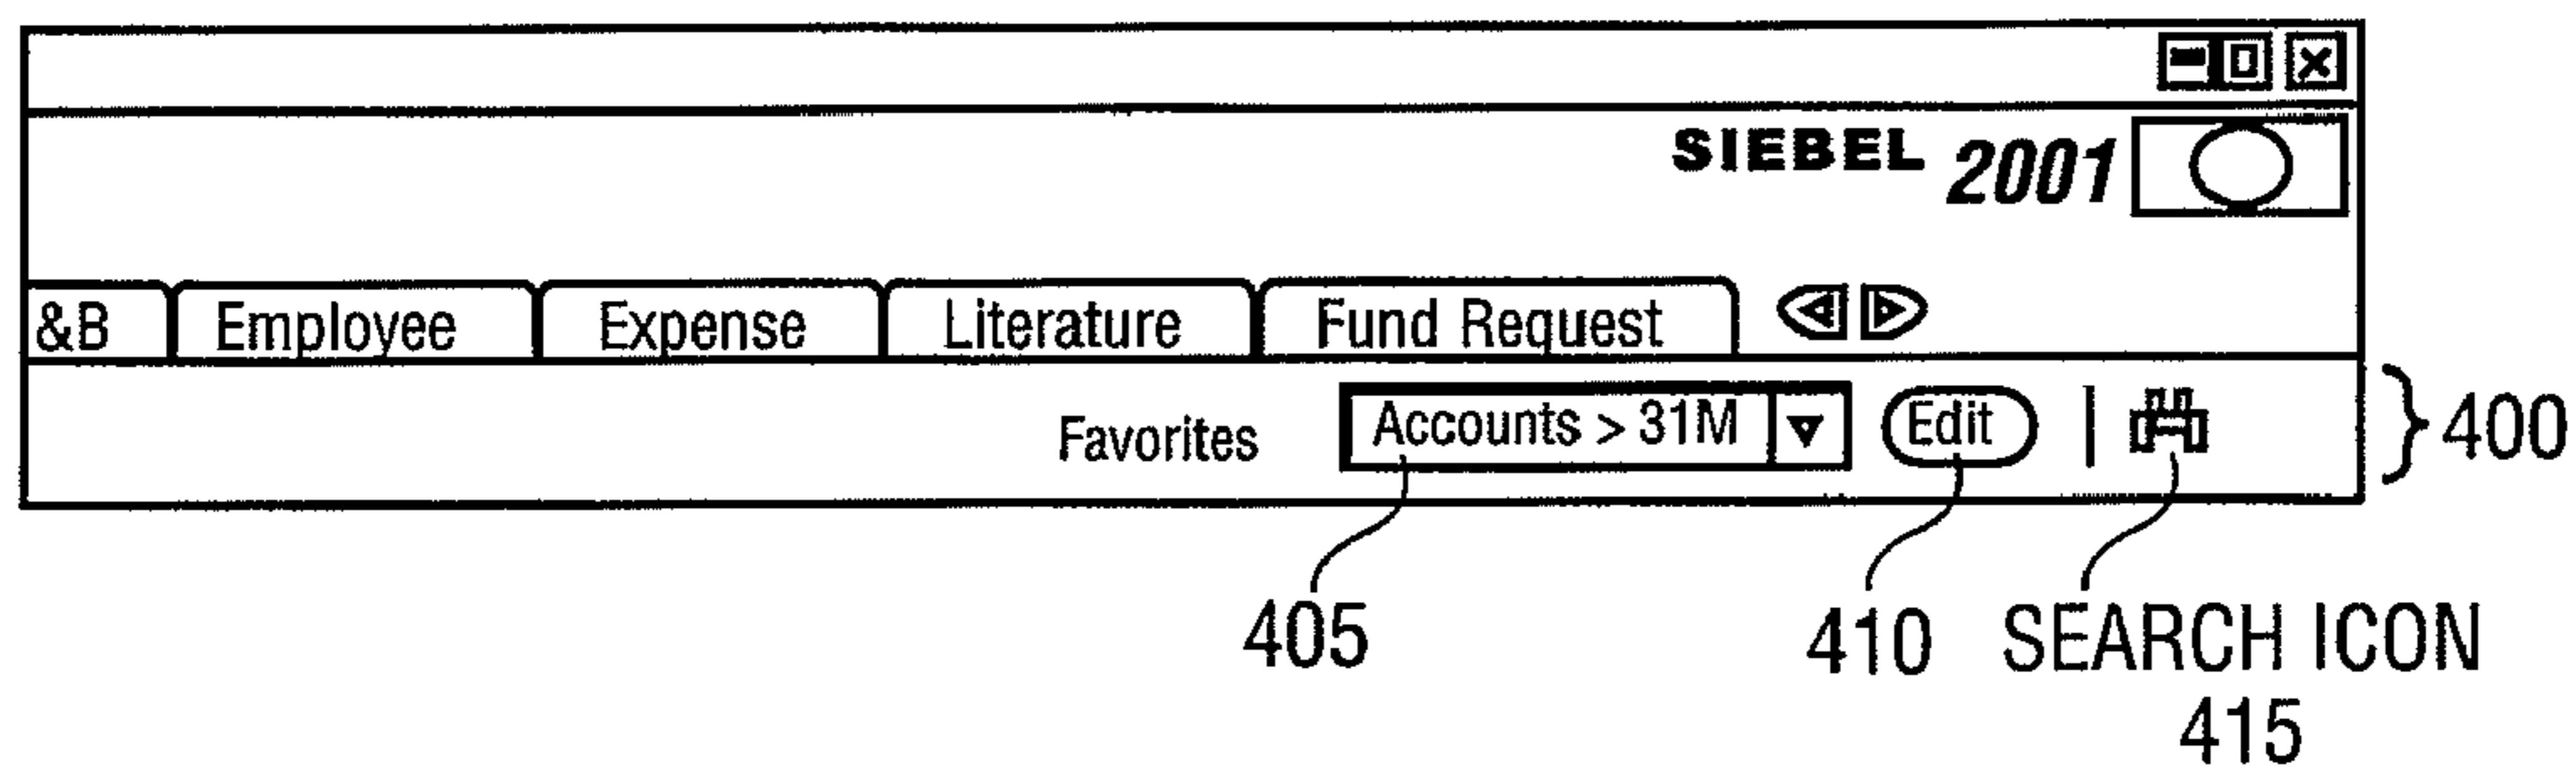 SIEBEL 2001
&B Employee Expense Literature Fund Request
Favorites Accounts > 31M Edit 400
405 410 SEARCH ICON
415